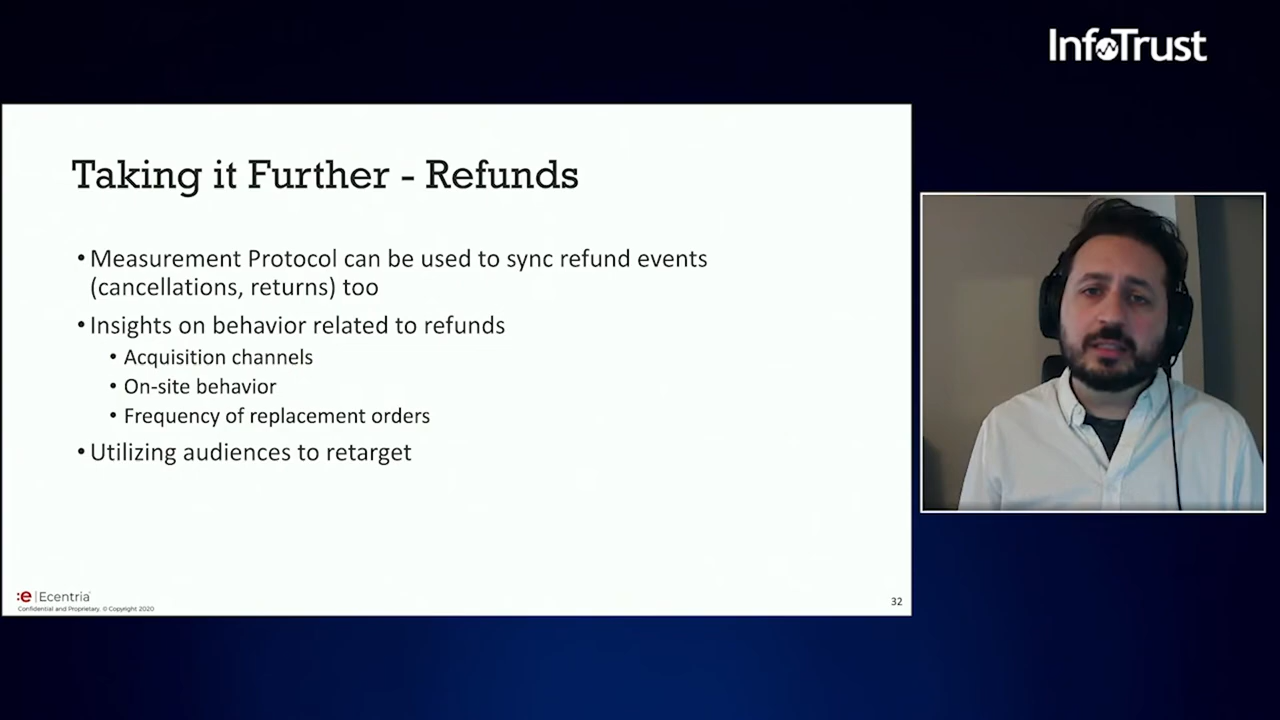 InfoTrust
Taking it Further - Refunds
• Measurement Protocol can be used to sync refund events
(cancellations, returns) too
• Insights on behavior related to refunds
• Acquisition channels
• On-site behavior
• Frequency of replacement orders
• Utilizing audiences to retarget
:e | Ecentria
Confidential and Proprietary. © Copyright 2020
32